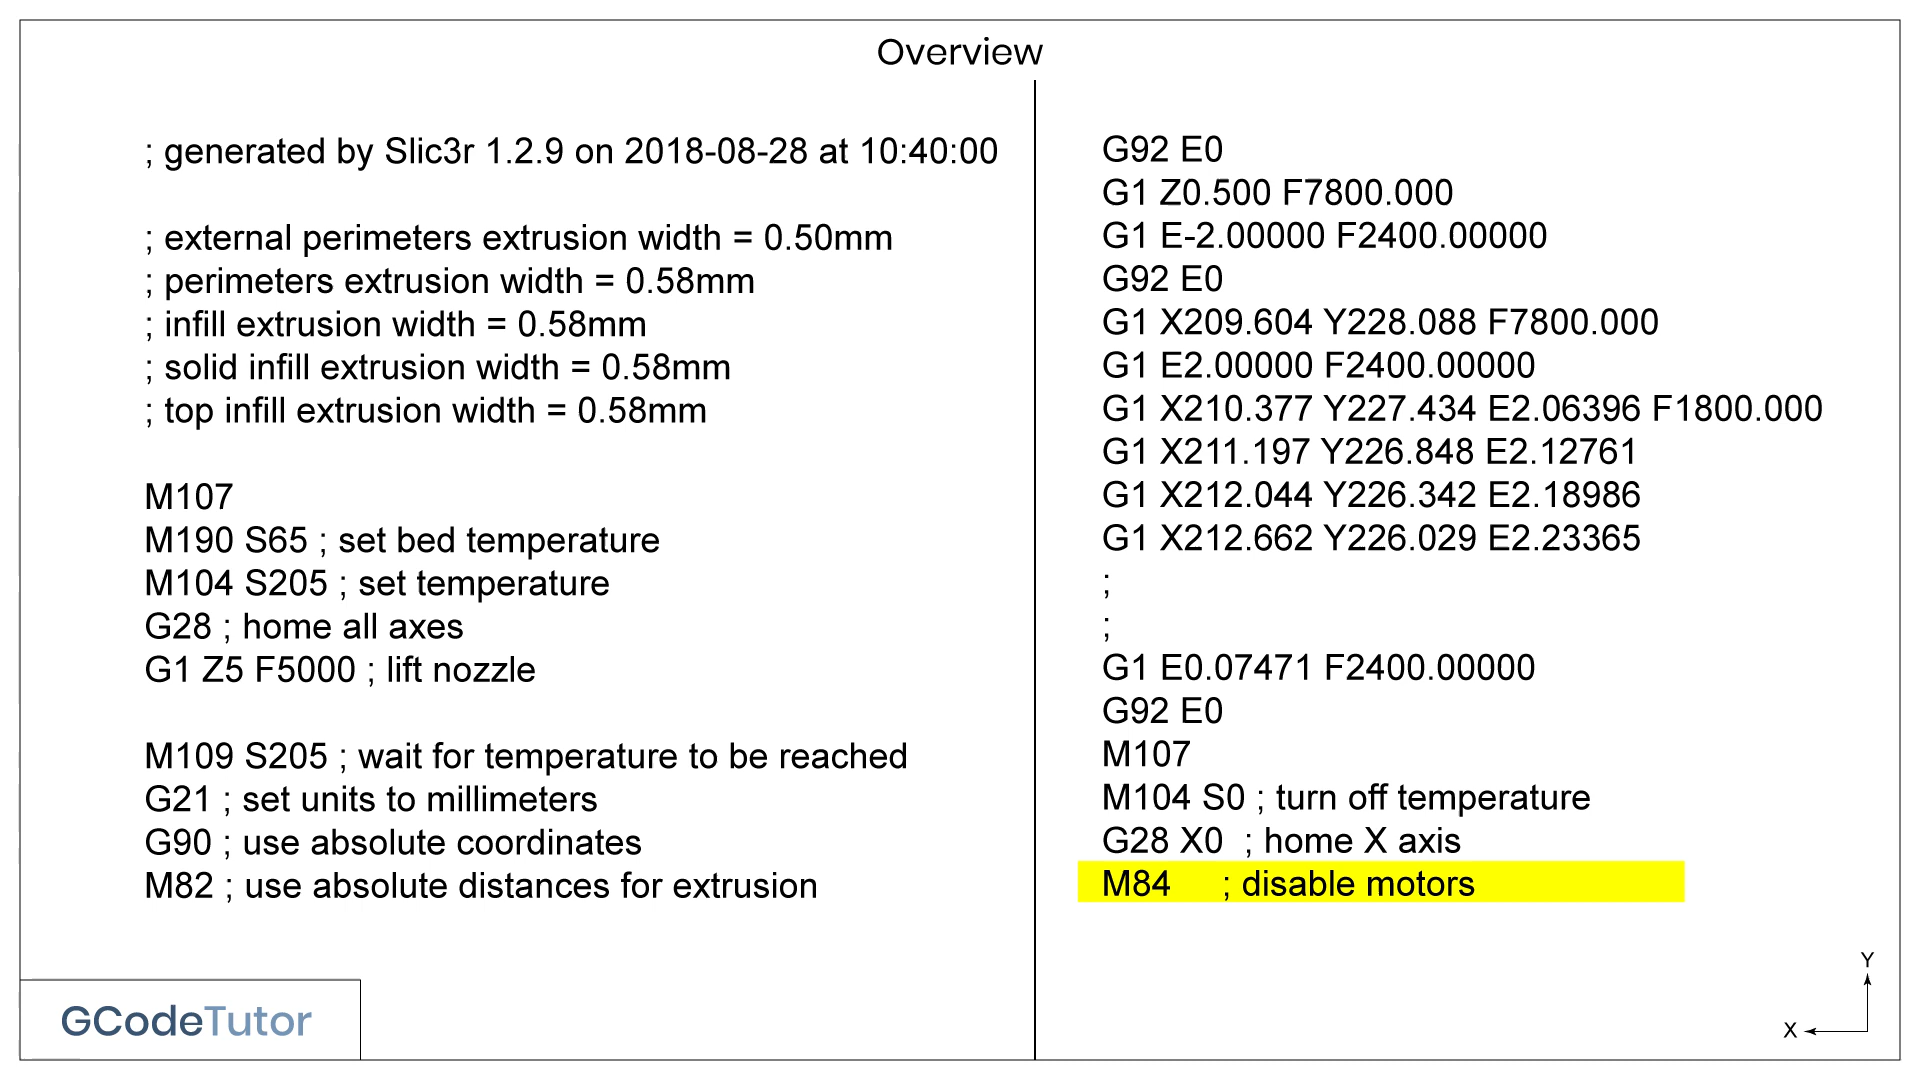 Overview
; generated by Slic3r 1.2.9 on 2018-08-28 at 10:40:00
; external perimeters extrusion width = 0.50mm
; perimeters extrusion width = 0.58mm
; infill extrusion width = 0.58mm
; solid infill extrusion width = 0.58mm
; top infill extrusion width = 0.58mm
M107
M190 S65 ; set bed temperature
M104 S205 ; set temperature
G28 ; home all axes
G1 Z5 F5000 ; lift nozzle
M109 S205 ; wait for temperature to be reached
G21 ; set units to millimeters
G90 ; use absolute coordinates
M82 ; use absolute distances for extrusion
G92 E0
G1 Z0.500 F7800.000
G1 E-2.00000 F2400.00000
G92 E0
G1 X209.604 Y228.088 F7800.000
G1 E2.00000 F2400.00000
G1 X210.377 Y227.434 E2.06396 F1800.000
G1 X211.197 Y226.848 E2.12761
G1 X212.044 Y226.342 E2.18986
G1 X212.662 Y226.029 E2.23365
;
;
G1 E0.07471 F2400.00000
G92 E0
M107
M104 S0 ; turn off temperature
G28 X0  ; home X axis
M84     ; disable motors
Y
X
GCodeTutor